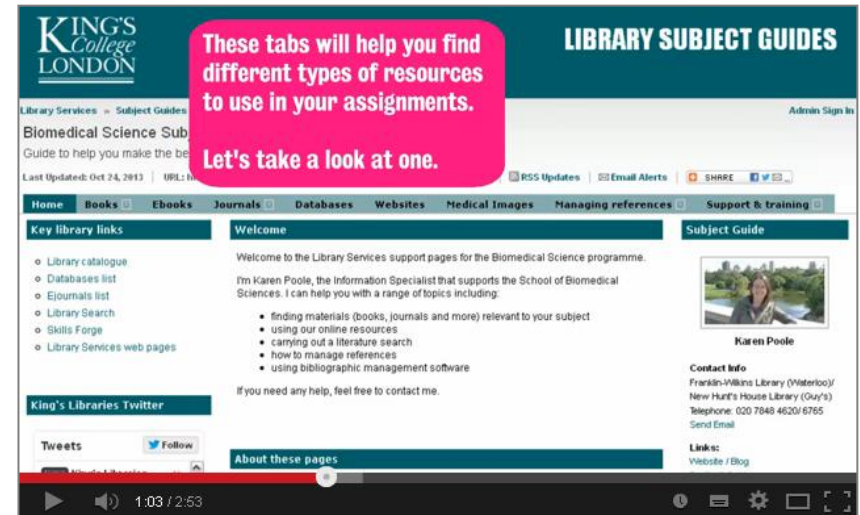 KING'S
College
LONDON
These tabs will help you find
different types of resources
to use in your assignments.
Let's take a look at one.
LIBRARY SUBJECT GUIDES
Library Services » Subject Guides
Admin Sign In
Biomedical Science Sub
Guide to help you make the be
Last Updated: Oct 24, 2013 URL:
RSS Updates Email Alerts SHARE
Home Books Ebooks Journals Databases Websites Medical Images Managing references Support & training
Key library links
Library catalogue
Databases list
Ejournals list
Library Search
Skills Forge
Library Services web pages
King's Libraries Twitter
Tweets Follow
Welcome
Welcome to the Library Services support pages for the Biomedical Science programme.
I'm Karen Poole, the Information Specialist that supports the School of Biomedical
Sciences. I can help you with a range of topics including:
finding materials (books, journals and more) relevant to your subject
using our online resources
carrying out a literature search
how to manage references
using bibliographic management software
If you need any help, feel free to contact me.
About these pages
Subject Guide
Karen Poole
Contact Info
Franklin-Wilkins Library (Waterloo)/
New Hunt's House Library (Guy's)
Telephone: 020 7848 4620/ 6765
Send Email
Links:
Website / Blog
1:03 / 2:53